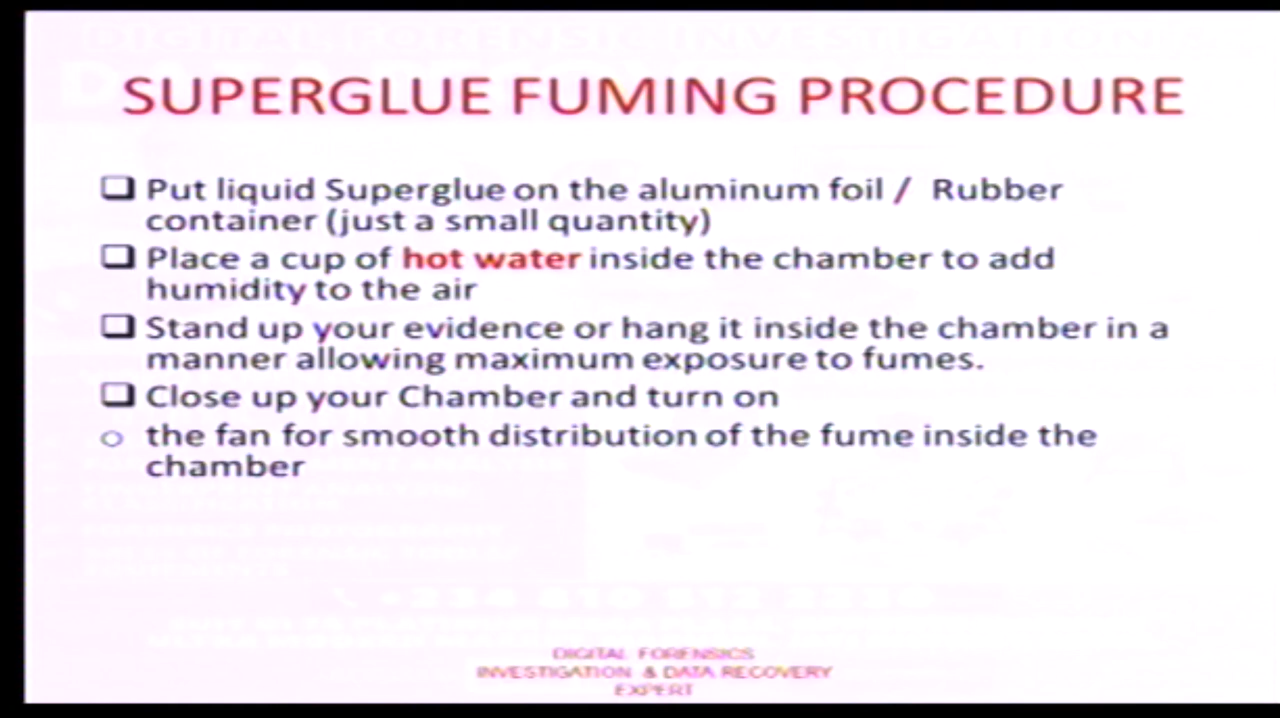 SUPERGLUE FUMING PROCEDURE
❑ Put liquid Superglue on the aluminum foil / Rubber
container (just a small quantity)
❑ Place a cup of hot water inside the chamber to add
humidity to the air
❑ Stand up your evidence or hang it inside the chamber in a
manner allowing maximum exposure to fumes.
❑ Close up your Chamber and turn on
○ the fan for smooth distribution of the fume inside the
chamber
DIGITAL FORENSICS
INVESTIGATION & DATA RECOVERY
EXPERT